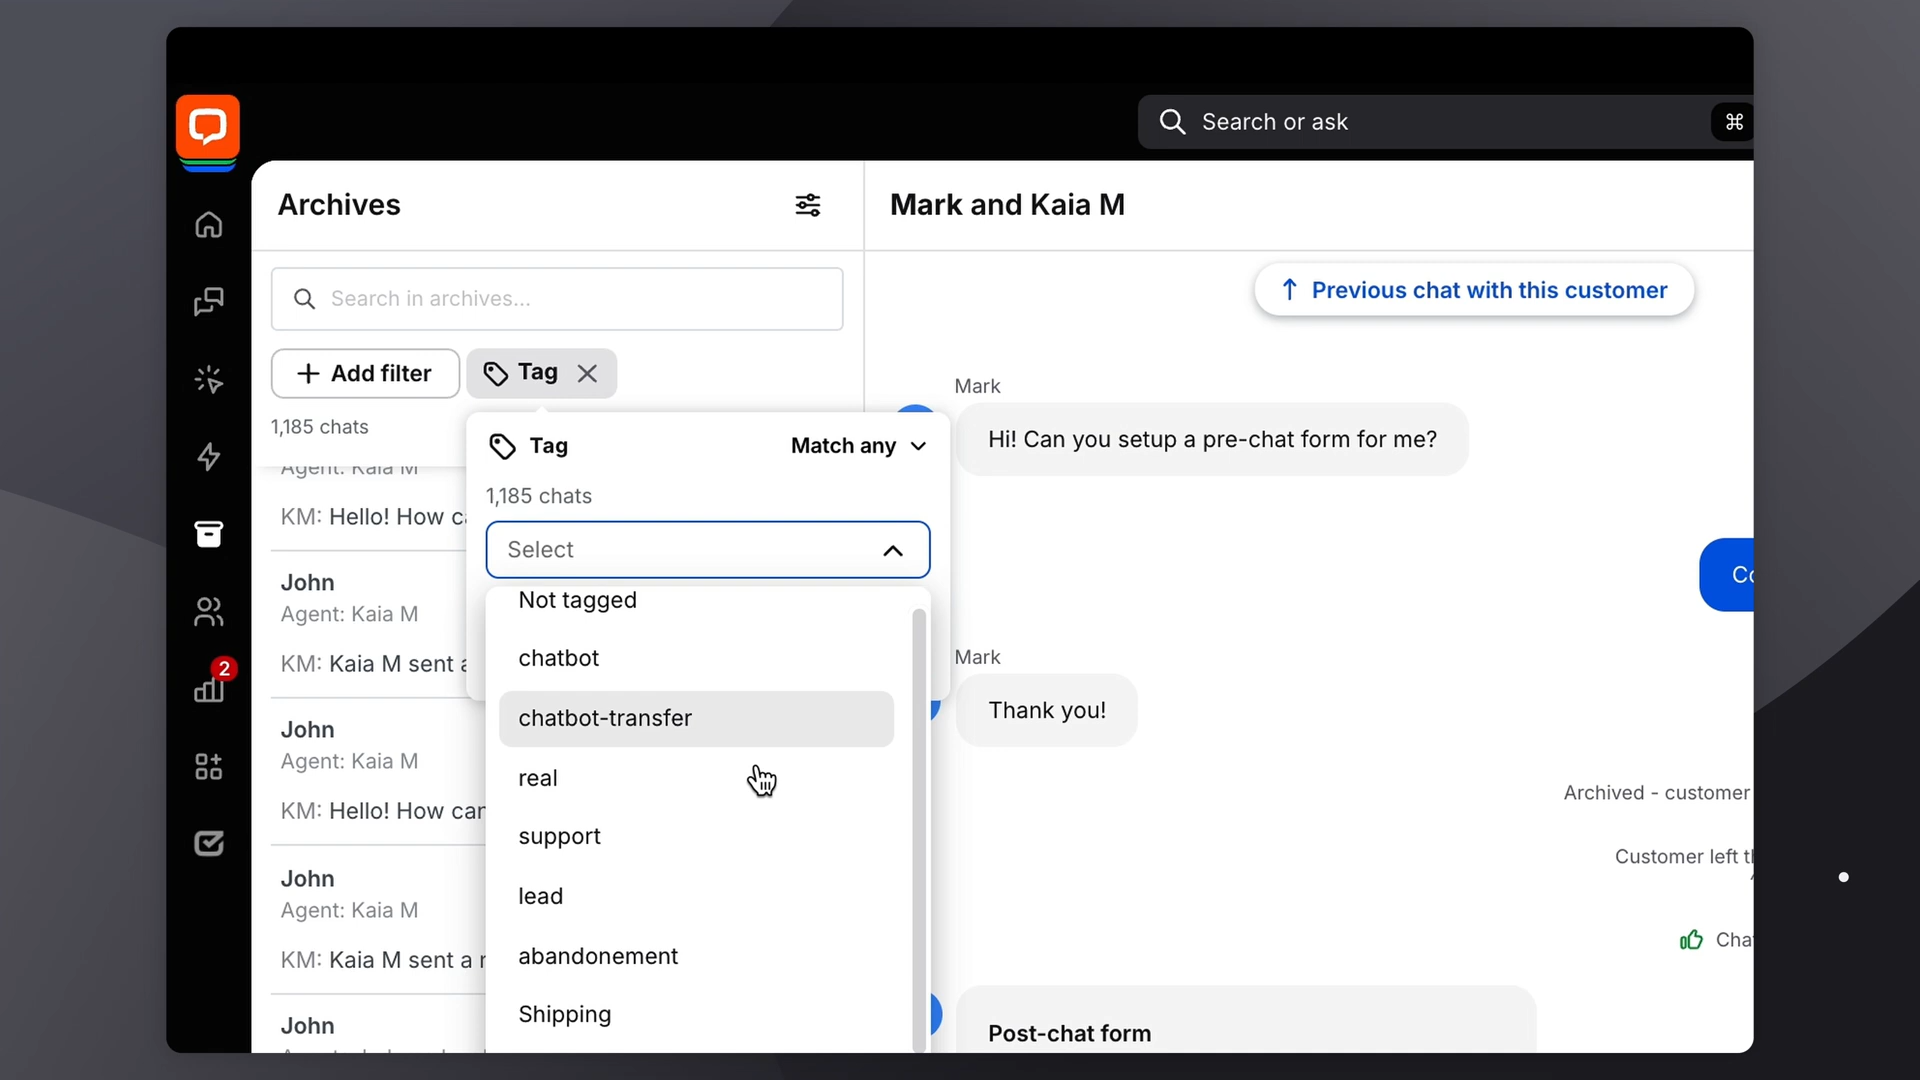 Search or ask
⌘
Archives
Mark and Kaia M
Search in archives...
Previous chat with this customer
Add filter
Tag
1,185 chats
Mark
Hi! Can you setup a pre-chat form for me?
Tag
Match any
1,185 chats
Select
Agent: Kaia M
KM: Hello! How
John
Agent: Kaia M
KM: Kaia M sent a
John
Agent: Kaia M
KM: Hello! How can
John
Agent: Kaia M
KM: Kaia M sent a
John
2
Not tagged
chatbot
chatbot-transfer
real
support
lead
abandonement
Shipping
Mark
Thank you!
Archived - customer
Customer left
Post-chat form